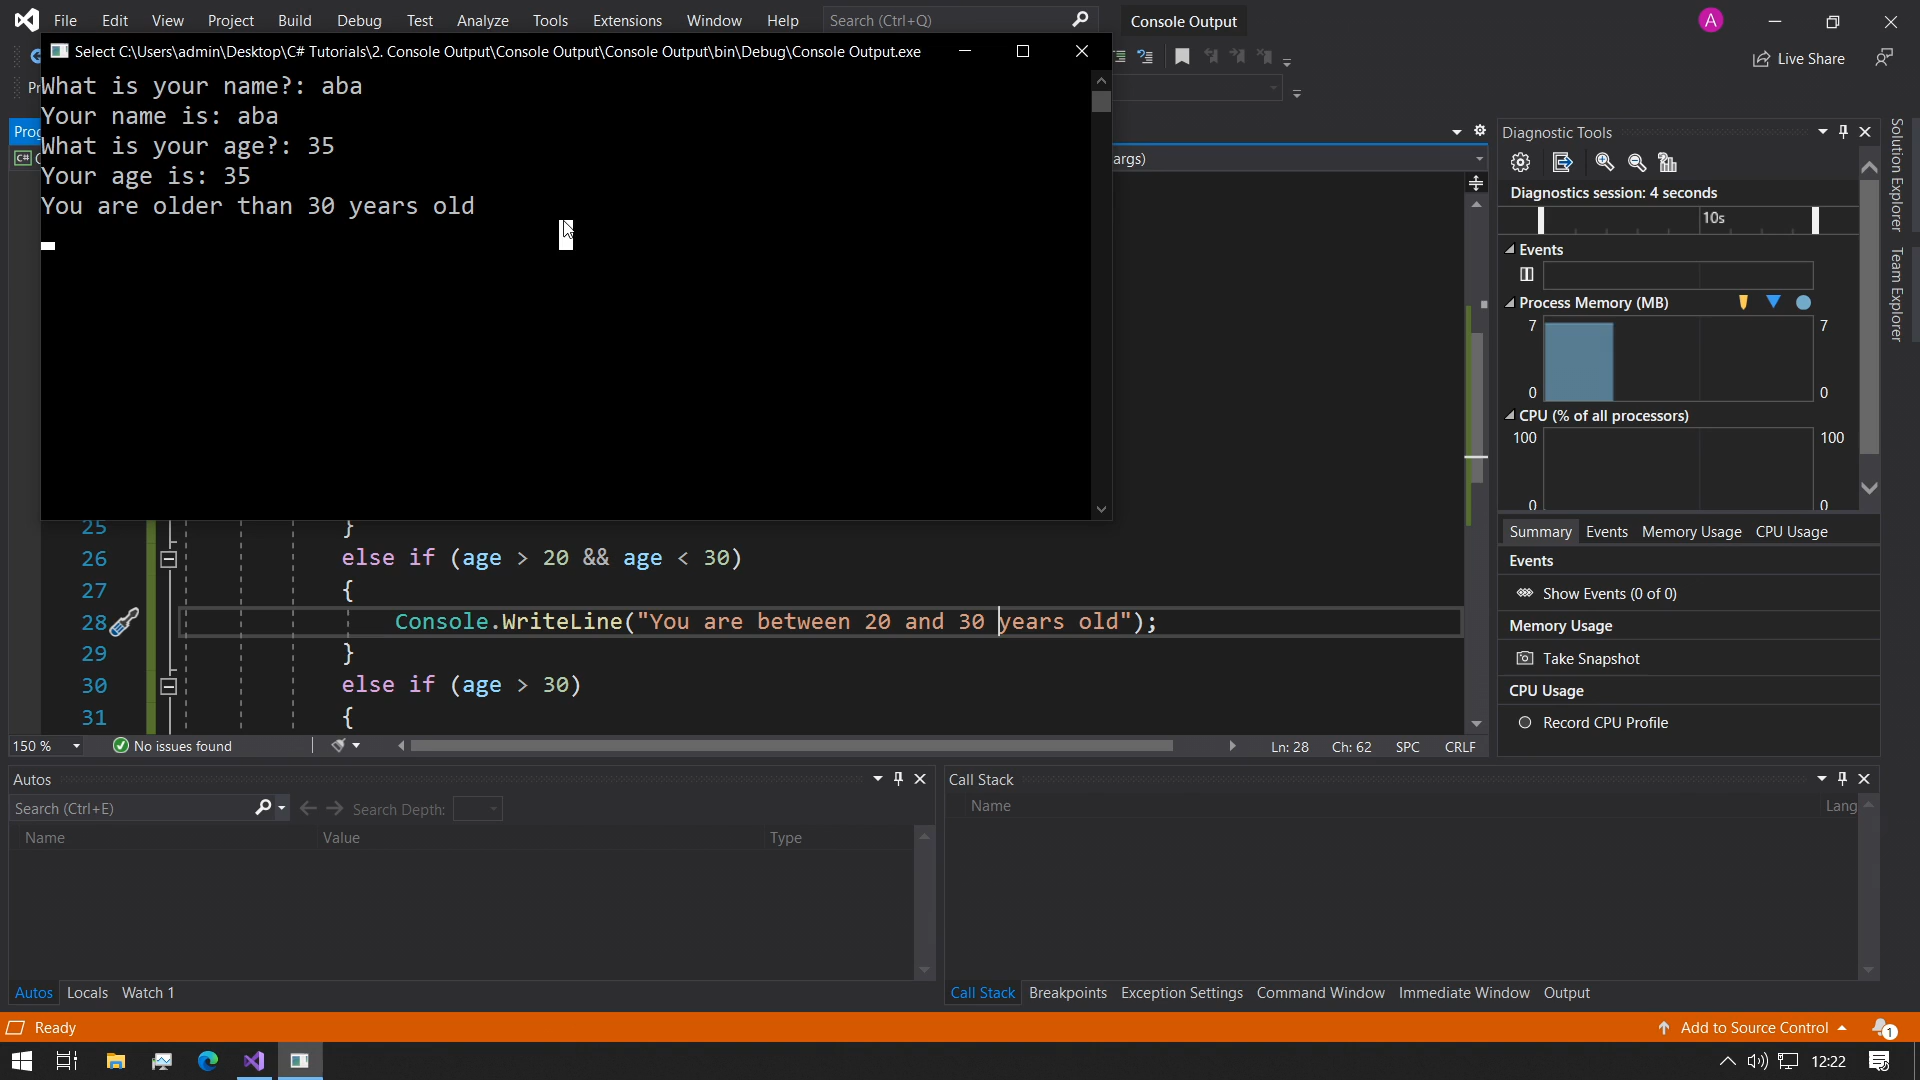 File Edit View Project Build Debug Test Analyze Tools Extensions Window Help Search (Ctrl+Q) Console Output A
Select C:\Users\admin\Desktop\C# Tutorials\2. Console Output\Console Output\Console Output\bin\Debug\Console Output.exe
Live Share
What is your name?: aba
Your name is: aba
What is your age?: 35
Your age is: 35
You are older than 30 years old
args)
Diagnostic Tools
Diagnostics session: 4 seconds
10s
Events
Process Memory (MB)
7 7
0 0
CPU (% of all processors)
100 100
0 0
Summary Events Memory Usage CPU Usage
Events
Show Events (0 of 0)
Memory Usage
Take Snapshot
CPU Usage
Record CPU Profile
Solution Explorer
Team Explorer
25 }
26 else if (age > 20 && age < 30)
27 {
28 Console.WriteLine("You are between 20 and 30 years old");
29 }
30 else if (age > 30)
31 {
150 % No issues found Ln: 28 Ch: 62 SPC CRLF
Autos
Search (Ctrl+E) Search Depth:
Name Value Type
Autos Locals Watch 1
Call Stack
Name Lang
Call Stack Breakpoints Exception Settings Command Window Immediate Window Output
Ready Add to Source Control 1
12:22